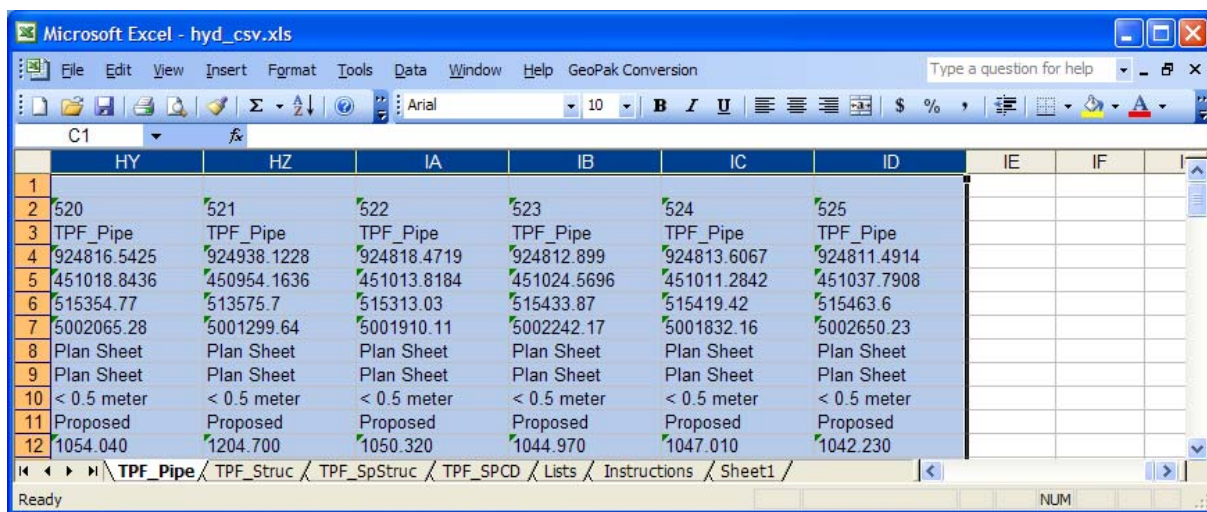 Microsoft Excel - hyd_csv.xls
File Edit View Insert Format Tools Data Window Help GeoPak Conversion Type a question for help
Σ Arial 10 B I U $ % , A
C1 fx
HY HZ IA IB IC ID IE IF
1
2 520 521 522 523 524 525
3 TPF_Pipe TPF_Pipe TPF_Pipe TPF_Pipe TPF_Pipe TPF_Pipe
4 924816.5425 924938.1228 924818.4719 924812.899 924813.6067 924811.4914
5 451018.8436 450954.1636 451013.8184 451024.5696 451011.2842 451037.7908
6 515354.77 513575.7 515313.03 515433.87 515419.42 515463.6
7 5002065.28 5001299.64 5001910.11 5002242.17 5001832.16 5002650.23
8 Plan Sheet Plan Sheet Plan Sheet Plan Sheet Plan Sheet Plan Sheet
9 Plan Sheet Plan Sheet Plan Sheet Plan Sheet Plan Sheet Plan Sheet
10 < 0.5 meter < 0.5 meter < 0.5 meter < 0.5 meter < 0.5 meter < 0.5 meter
11 Proposed Proposed Proposed Proposed Proposed Proposed
12 1054.040 1204.700 1050.320 1044.970 1047.010 1042.230
TPF_Pipe TPF_Struc TPF_SpStruc TPF_SPCD Lists Instructions Sheet1
Ready NUM